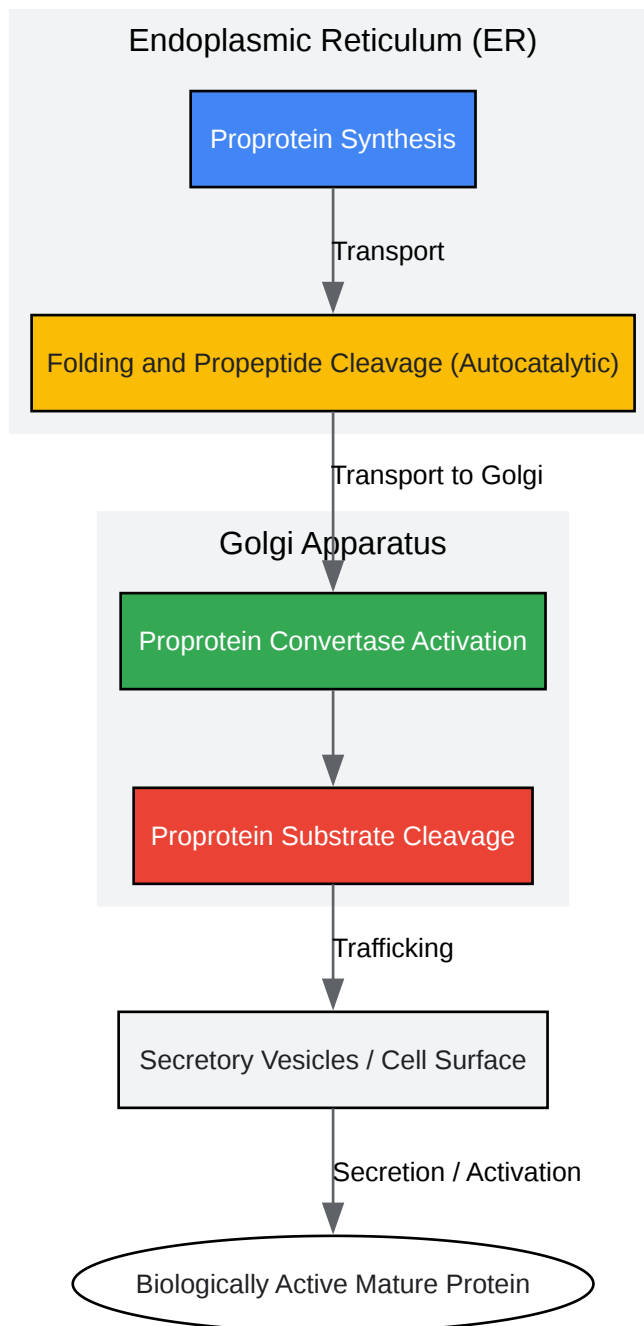 Endoplasmic Reticulum (ER)
Proprotein Synthesis
Transport
Folding and Propeptide Cleavage (Autocatalytic)
Transport to Golgi
Golgi Apparatus
Proprotein Convertase Activation
Proprotein Substrate Cleavage
Trafficking
Secretory Vesicles / Cell Surface
Secretion / Activation
Biologically Active Mature Protein